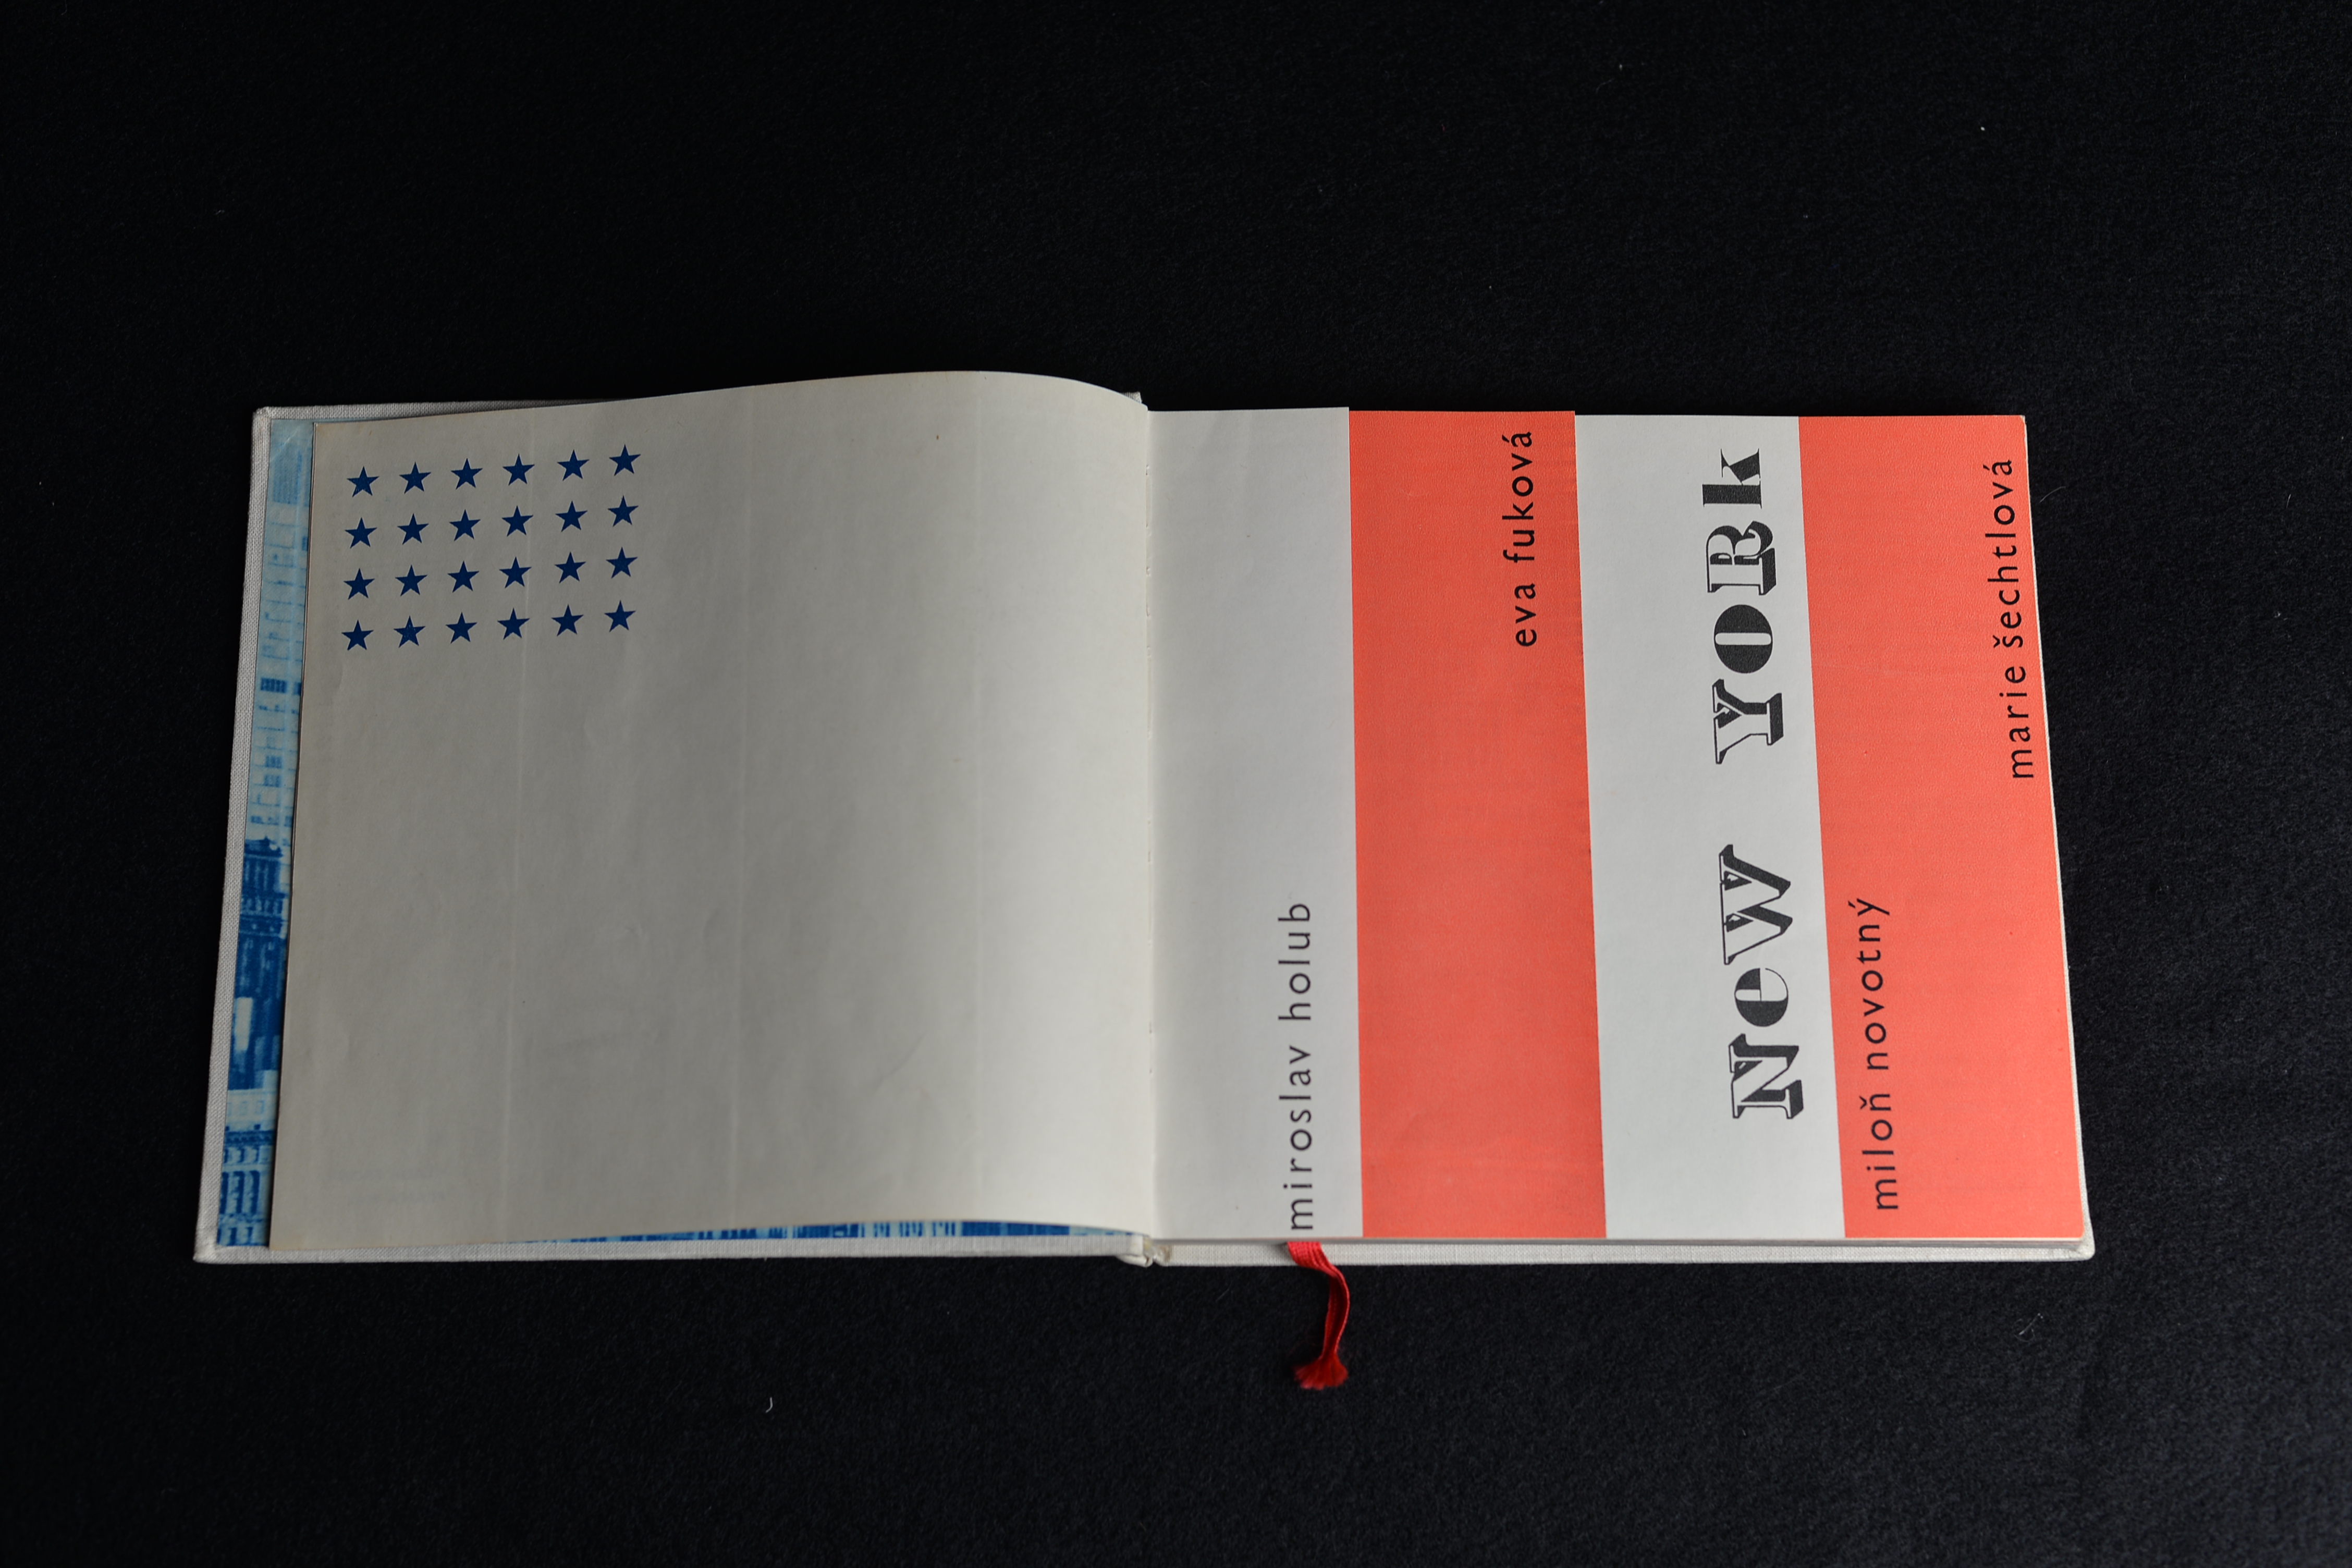 miroslav holub
eva fuková
New YORk
miloň novotný
marie šechtlová